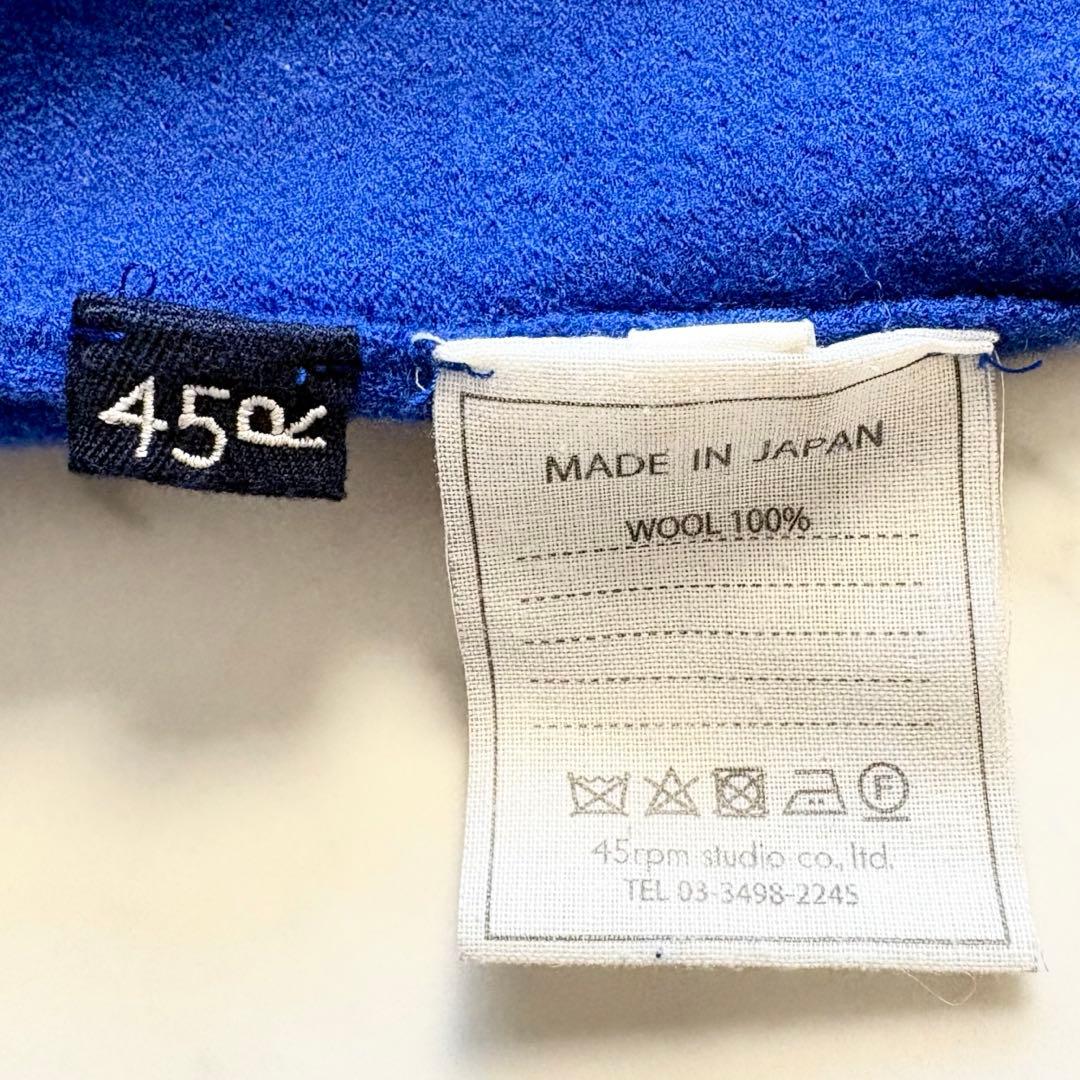 45R
MADE IN JAPAN
WOOL 100%
F
45rpm studio co., ltd.
TEL 03-3498-2245